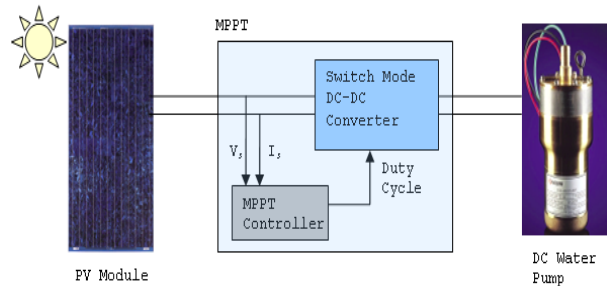 MPPT
Switch Mode
DC-DC
Converter
Vs
Is
Duty
Cycle
MPPT
Controller
PV Module
DC Water
Pump